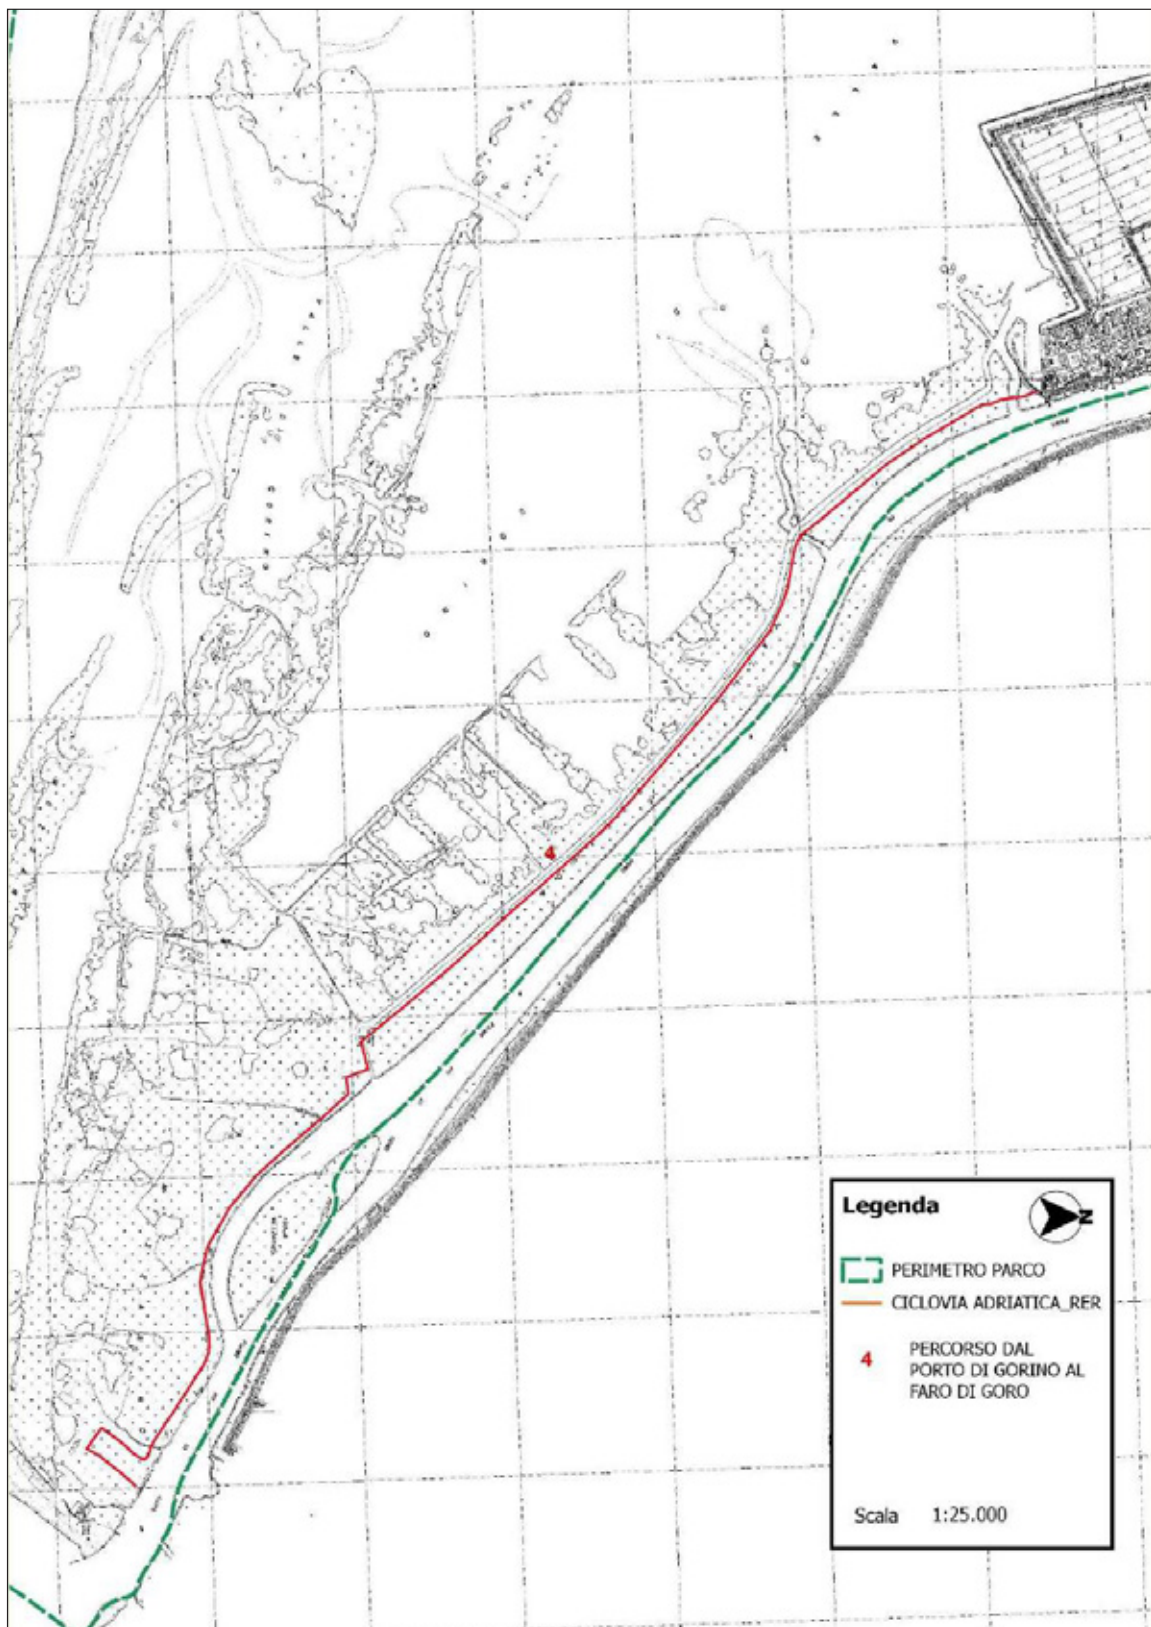 4
Legenda
N
PERIMETRO PARCO
CICLOVIA ADRIATICA_RER
4
PERCORSO DAL
PORTO DI GORINO AL
FARO DI GORO
Scala 1:25.000